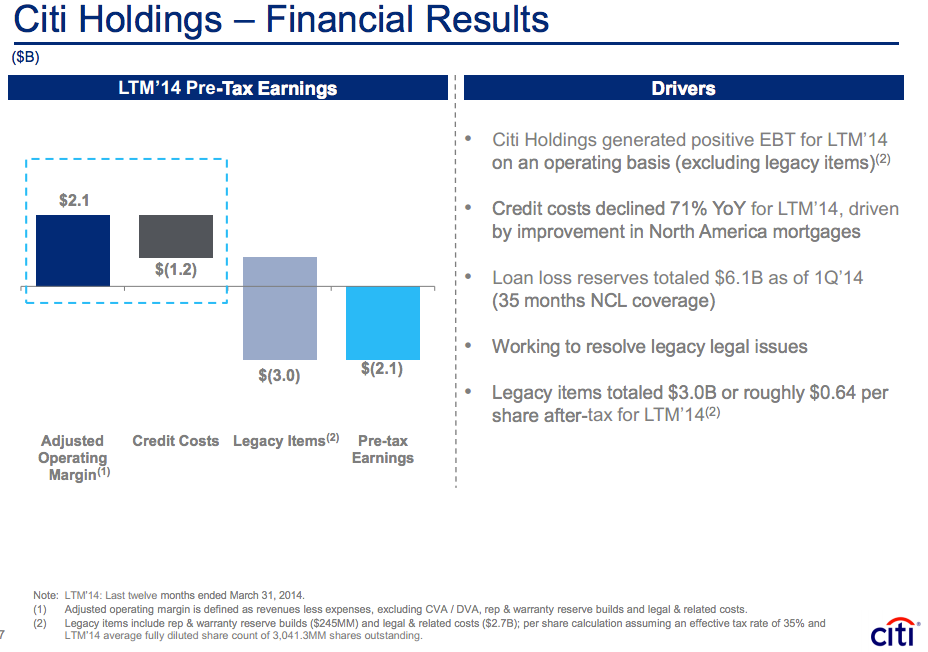 Citi Holdings – Financial Results
($B)
LTM’14 Pre-Tax Earnings
$2.1
$(1.2)
$(3.0)
$(2.1)
Adjusted
Operating
Margin(1)
Credit Costs
Legacy Items(2)
Pre-tax
Earnings
Drivers
• Citi Holdings generated positive EBT for LTM’14
on an operating basis (excluding legacy items)(2)
• Credit costs declined 71% YoY for LTM’14, driven
by improvement in North America mortgages
• Loan loss reserves totaled $6.1B as of 1Q’14
(35 months NCL coverage)
• Working to resolve legacy legal issues
• Legacy items totaled $3.0B or roughly $0.64 per
share after-tax for LTM’14(2)
Note: LTM’14: Last twelve months ended March 31, 2014.
(1) Adjusted operating margin is defined as revenues less expenses, excluding CVA / DVA, rep & warranty reserve builds and legal & related costs.
(2) Legacy items include rep & warranty reserve builds ($245MM) and legal & related costs ($2.7B); per share calculation assuming an effective tax rate of 35% and
LTM’14 average fully diluted share count of 3,041.3MM shares outstanding.
7
citi®